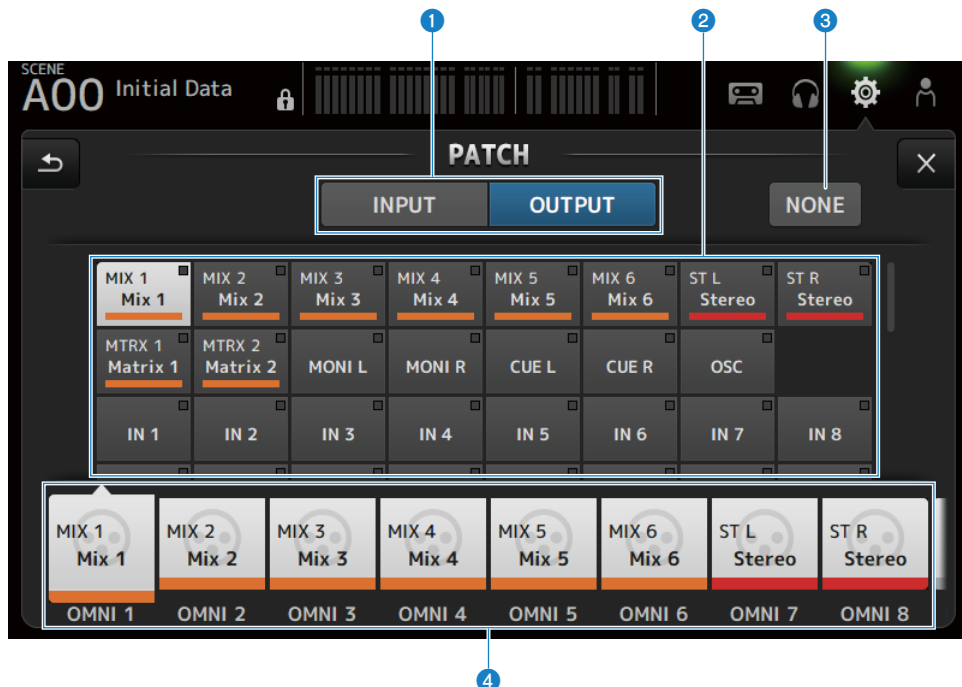 1 2 3
SCENE
A00 Initial Data
PATCH
INPUT OUTPUT NONE
MIX 1 MIX 2 MIX 3 MIX 4 MIX 5 MIX 6 ST L ST R
Mix 1 Mix 2 Mix 3 Mix 4 Mix 5 Mix 6 Stereo Stereo
MTRX 1 MTRX 2
Matrix 1 Matrix 2 MONI L MONI R CUE L CUE R OSC
IN 1 IN 2 IN 3 IN 4 IN 5 IN 6 IN 7 IN 8
MIX 1 MIX 2 MIX 3 MIX 4 MIX 5 MIX 6 ST L ST R
Mix 1 Mix 2 Mix 3 Mix 4 Mix 5 Mix 6 Stereo Stereo
OMNI 1 OMNI 2 OMNI 3 OMNI 4 OMNI 5 OMNI 6 OMNI 7 OMNI 8
4